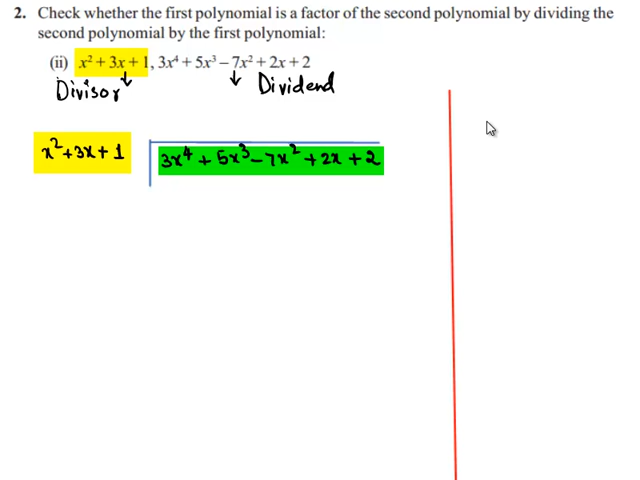 2. Check whether the first polynomial is a factor of the second polynomial by dividing the
second polynomial by the first polynomial:
(ii) x² + 3x + 1, 3x⁴ + 5x³ – 7x² + 2x + 2
Divisor Dividend
x² + 3x + 1 3x⁴ + 5x³ – 7x² + 2x + 2